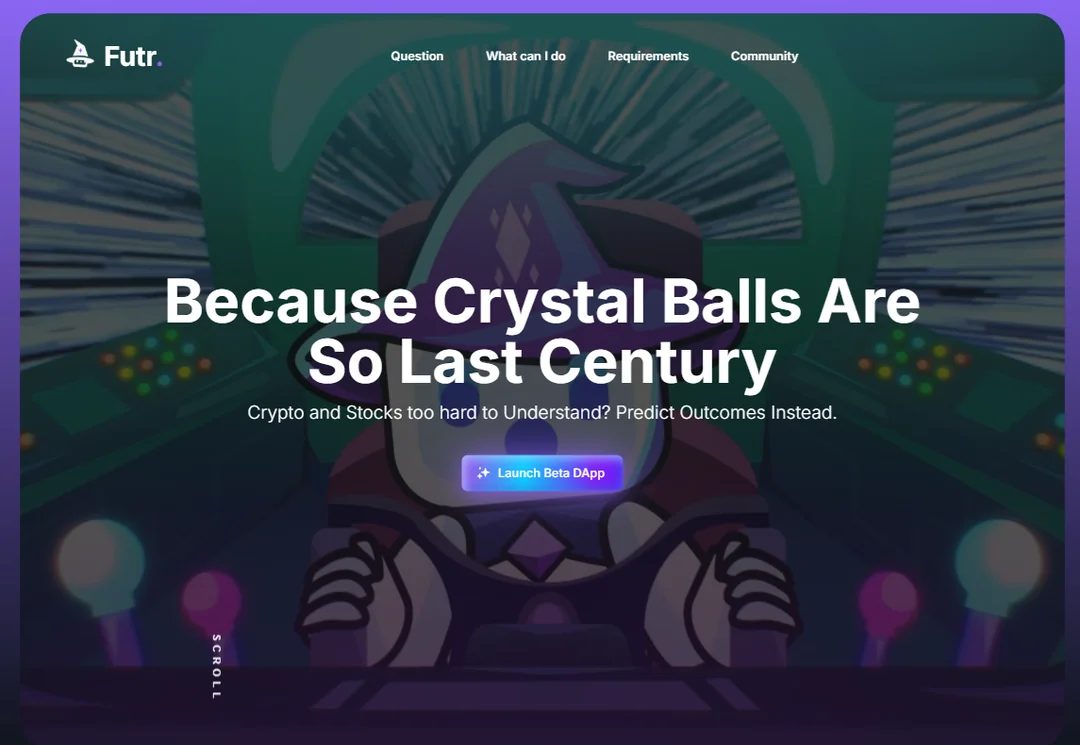 Futr.
Question
What can I do
Requirements
Community
Because Crystal Balls Are
So Last Century
Crypto and Stocks too hard to Understand? Predict Outcomes Instead.
Launch Beta DApp
SCROLL